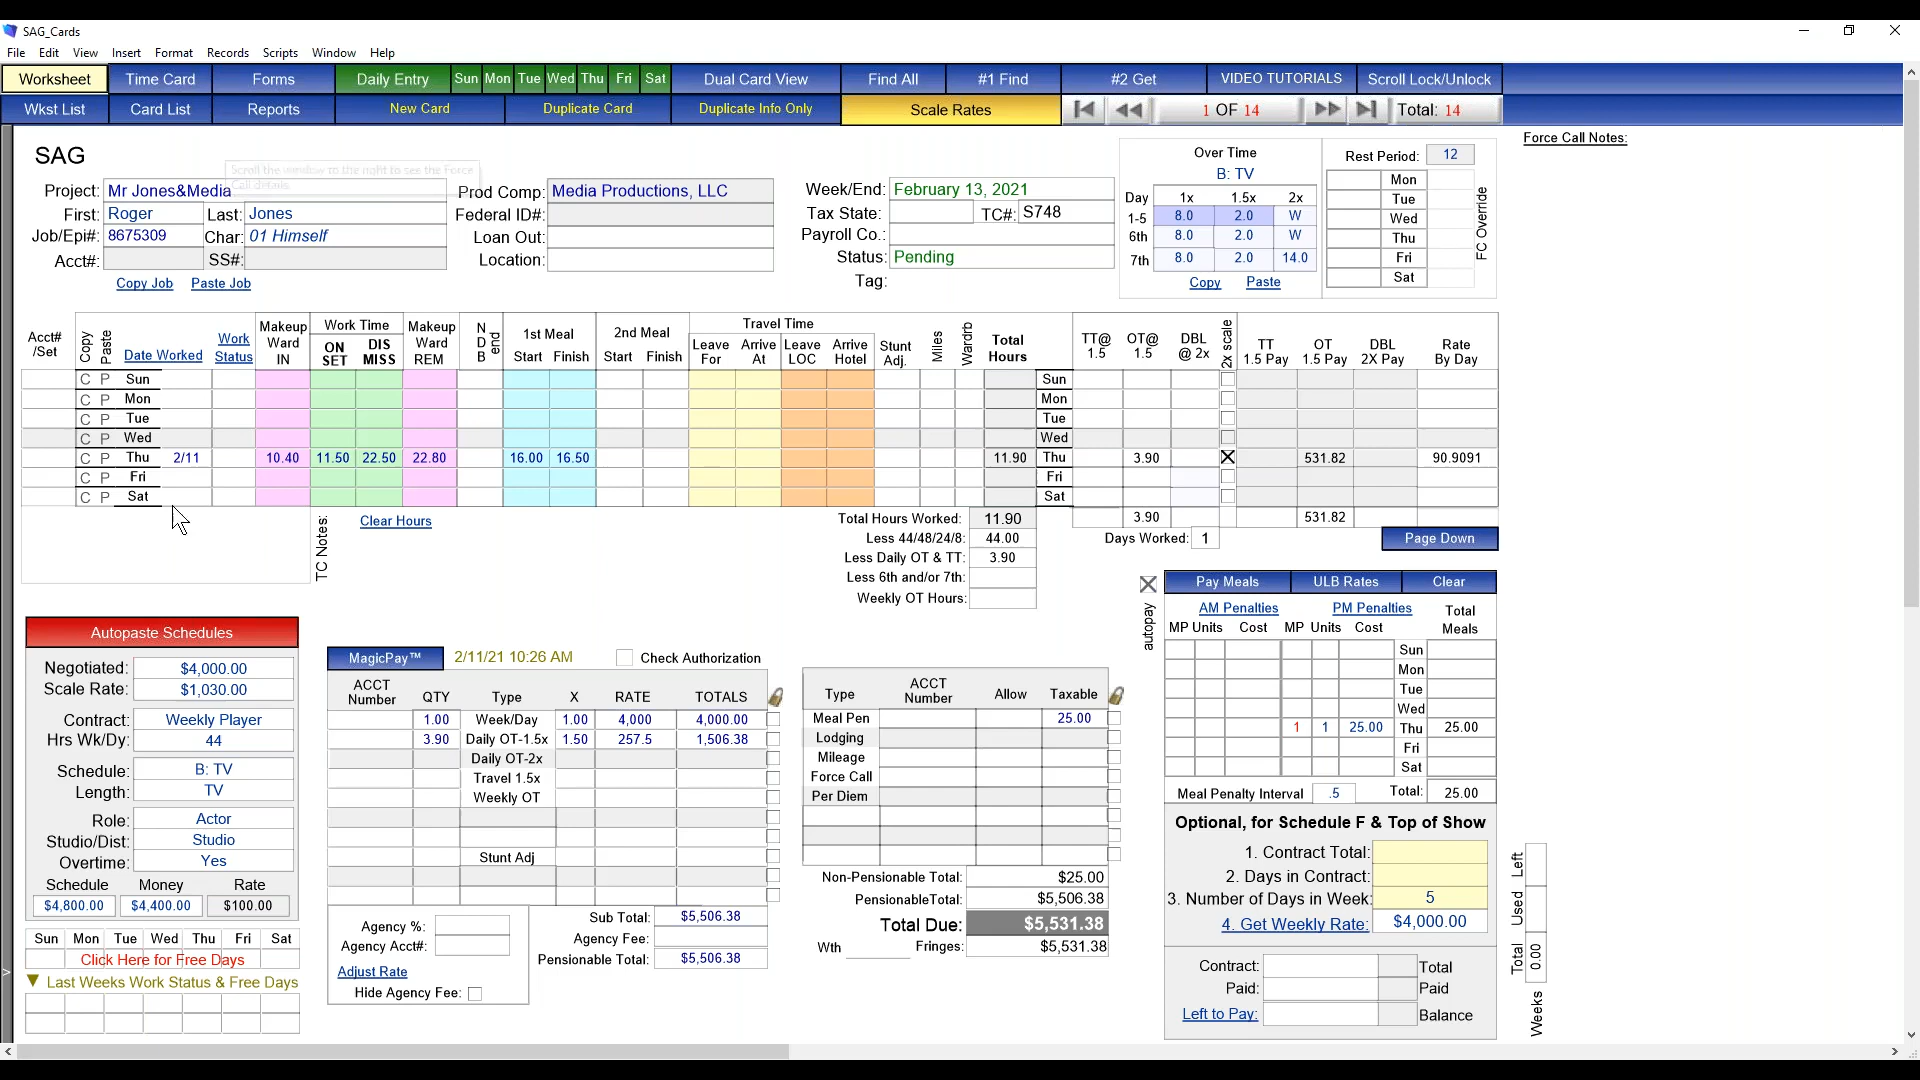 SAG_Cards
File Edit View Insert Format Records Scripts Window Help
Worksheet Time Card Forms Daily Entry Sun Mon Tue Wed Thu Fri Sat Dual Card View Find All #1 Find #2 Get VIDEO TUTORIALS Scroll Lock/Unlock
Wkst List Card List Reports New Card Duplicate Card Duplicate Info Only Scale Rates 1 OF 14 Total: 14
Force Call Notes:
SAG
Scroll the window to the right to see the Force
Call details
Project: Mr Jones&Media
First: Roger Last: Jones
Job/Epi#: 8675309 Char: 01 Himself
Acct#: SS#:
Copy Job Paste Job
Prod Comp: Media Productions, LLC
Federal ID#:
Loan Out:
Location:
Week/End: February 13, 2021
Tax State: TC#: S748
Payroll Co.:
Status: Pending
Tag:
Over Time
B: TV
Day 1x 1.5x 2x
1-5 8.0 2.0 W
6th 8.0 2.0 W
7th 8.0 2.0 14.0
Copy Paste
Rest Period: 12
Mon
Tue
Wed
Thu
Fri
Sat
FC Override
Acct# /Set Copy Paste Date Worked Work Status Makeup Ward IN Work Time ON SET DIS MISS Makeup Ward REM NDB end 1st Meal Start Finish 2nd Meal Start Finish Travel Time Leave For Arrive At Leave LOC Arrive Hotel Stunt Adj. Miles Wardrb Total Hours TT@ 1.5 OT@ 1.5 DBL @ 2x 2x scale TT 1.5 Pay OT 1.5 Pay DBL 2X Pay Rate By Day
C P Sun Sun
C P Mon Mon
C P Tue Tue
C P Wed Wed
C P Thu 2/11 10.40 11.50 22.50 22.80 16.00 16.50 11.90 Thu 3.90 531.82 90.9091
C P Fri Fri
C P Sat Sat
TC Notes:
Clear Hours
Total Hours Worked: 11.90 3.90 531.82
Less 44/48/24/8: 44.00 Days Worked: 1 Page Down
Less Daily OT & TT: 3.90
Less 6th and/or 7th:
Weekly OT Hours:
Autopaste Schedules
Negotiated: $4,000.00
Scale Rate: $1,030.00
Contract: Weekly Player
Hrs Wk/Dy: 44
Schedule: B: TV
Length: TV
Role: Actor
Studio/Dist: Studio
Overtime: Yes
Schedule Money Rate
$4,800.00 $4,400.00 $100.00
Sun Mon Tue Wed Thu Fri Sat
Click Here for Free Days
Last Weeks Work Status & Free Days
MagicPay™ 2/11/21 10:26 AM Check Authorization
ACCT Number QTY Type X RATE TOTALS
1.00 Week/Day 1.00 4,000 4,000.00
3.90 Daily OT-1.5x 1.50 257.5 1,506.38
Daily OT-2x
Travel 1.5x
Weekly OT
Stunt Adj
Agency %:
Agency Acct#:
Adjust Rate
Hide Agency Fee:
Sub Total: $5,506.38
Agency Fee:
Pensionable Total: $5,506.38
Type ACCT Number Allow Taxable
Meal Pen 25.00
Lodging
Mileage
Force Call
Per Diem
Non-Pensionable Total: $25.00
PensionableTotal: $5,506.38
Total Due: $5,531.38
Wth Fringes: $5,531.38
autopay
Pay Meals ULB Rates Clear
AM Penalties PM Penalties Total Meals
MP Units Cost MP Units Cost
Sun
Mon
Tue
Wed
1 1 25.00 Thu 25.00
Fri
Sat
Meal Penalty Interval .5 Total: 25.00
Optional, for Schedule F & Top of Show
1. Contract Total:
2. Days in Contract:
3. Number of Days in Week: 5
4. Get Weekly Rate: $4,000.00
Contract: Total
Paid: Paid
Left to Pay: Balance
Weeks Total Used Left
0.00